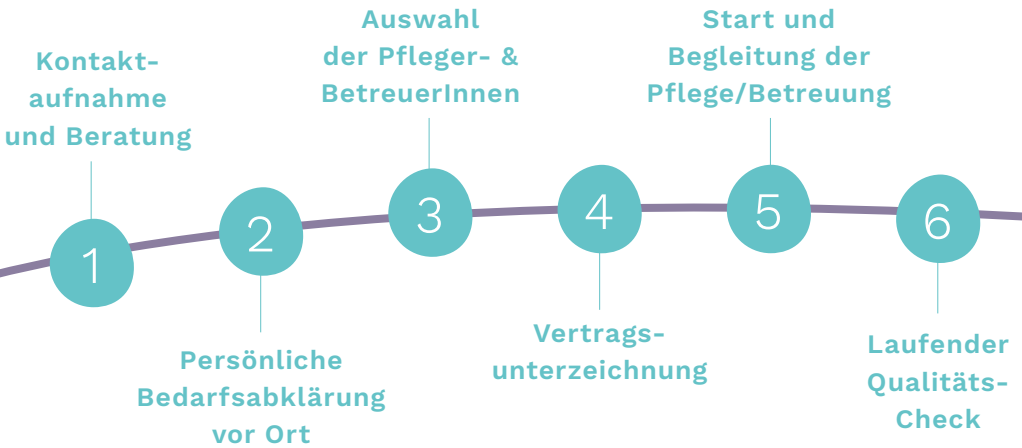 Kontakt-
aufnahme
und Beratung
1
2
Persönliche
Bedarfsabklärung
vor Ort
Auswahl
der Pfleger- &
BetreuerInnen
3
4
Vertrags-
unterzeichnung
Start und
Begleitung der
Pflege/Betreuung
5
6
Laufender
Qualitäts-
Check